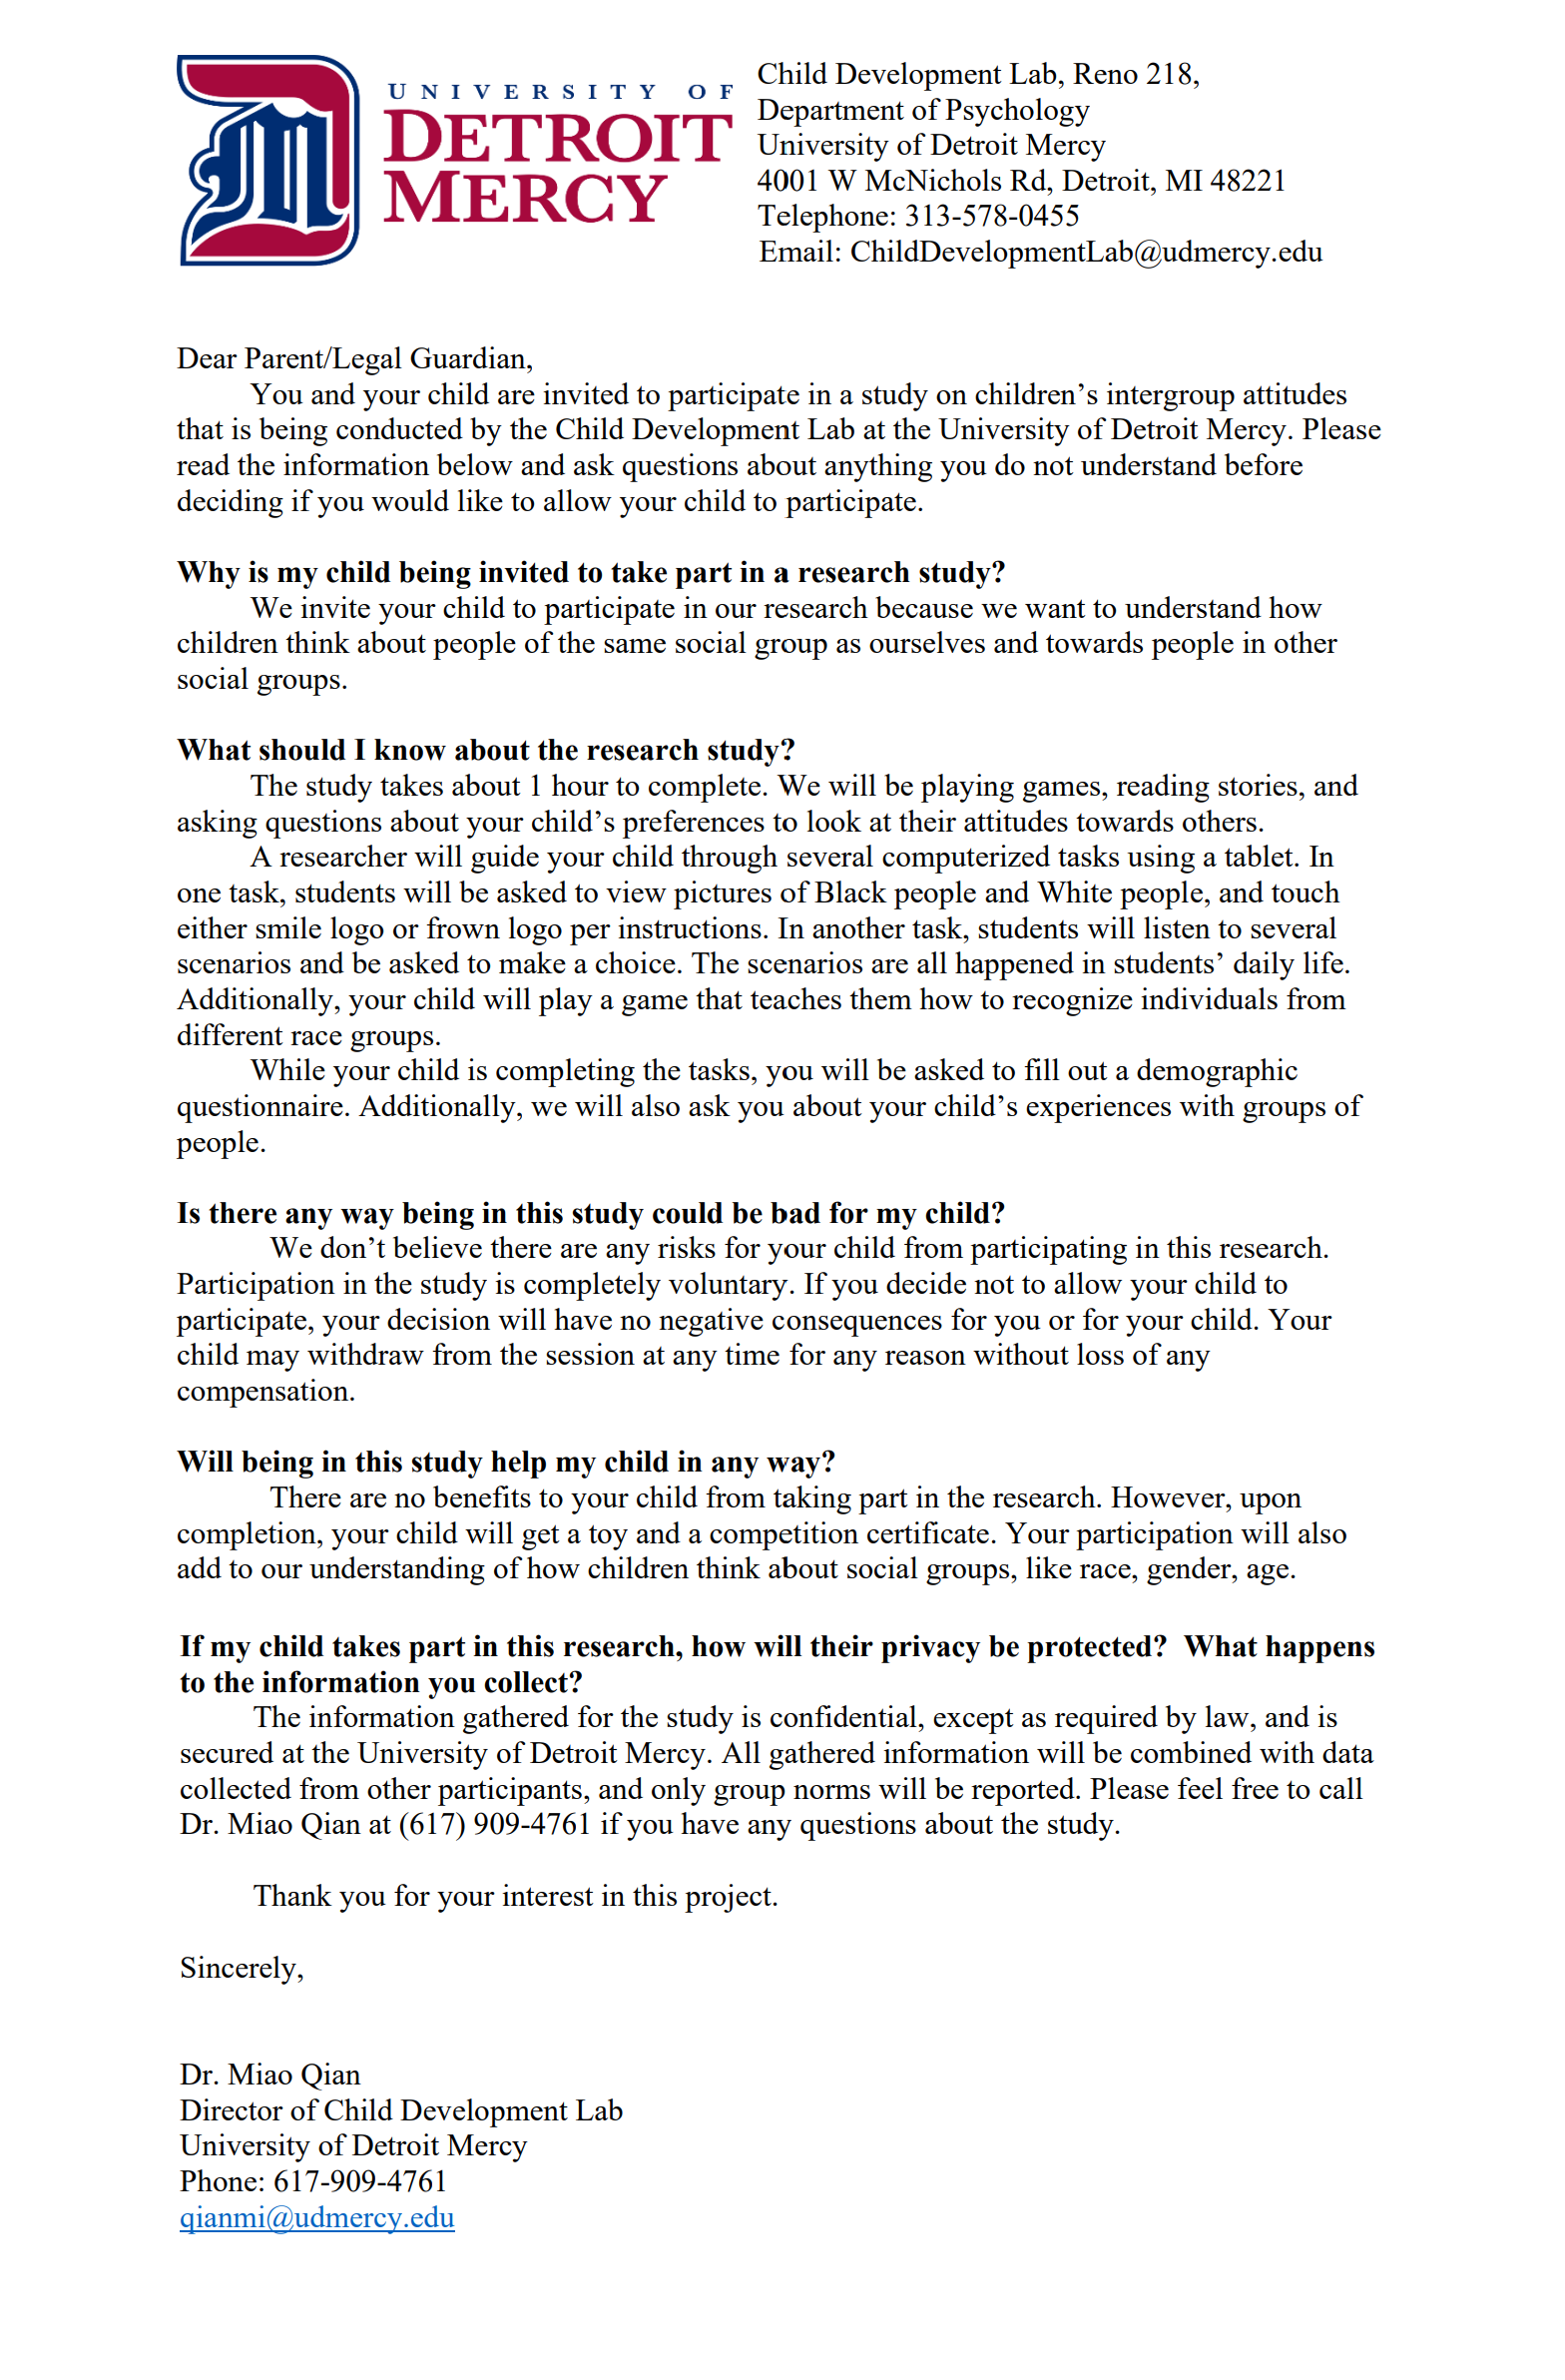 UNIVERSITY OF
DETROIT
MERCY
Child Development Lab, Reno 218,
Department of Psychology
University of Detroit Mercy
4001 W McNichols Rd, Detroit, MI 48221
Telephone: 313-578-0455
Email: ChildDevelopmentLab@udmercy.edu
Dear Parent/Legal Guardian,
You and your child are invited to participate in a study on children’s intergroup attitudes
that is being conducted by the Child Development Lab at the University of Detroit Mercy. Please
read the information below and ask questions about anything you do not understand before
deciding if you would like to allow your child to participate.
Why is my child being invited to take part in a research study?
We invite your child to participate in our research because we want to understand how
children think about people of the same social group as ourselves and towards people in other
social groups.
What should I know about the research study?
The study takes about 1 hour to complete. We will be playing games, reading stories, and
asking questions about your child’s preferences to look at their attitudes towards others.
A researcher will guide your child through several computerized tasks using a tablet. In
one task, students will be asked to view pictures of Black people and White people, and touch
either smile logo or frown logo per instructions. In another task, students will listen to several
scenarios and be asked to make a choice. The scenarios are all happened in students’ daily life.
Additionally, your child will play a game that teaches them how to recognize individuals from
different race groups.
While your child is completing the tasks, you will be asked to fill out a demographic
questionnaire. Additionally, we will also ask you about your child’s experiences with groups of
people.
Is there any way being in this study could be bad for my child?
We don’t believe there are any risks for your child from participating in this research.
Participation in the study is completely voluntary. If you decide not to allow your child to
participate, your decision will have no negative consequences for you or for your child. Your
child may withdraw from the session at any time for any reason without loss of any
compensation.
Will being in this study help my child in any way?
There are no benefits to your child from taking part in the research. However, upon
completion, your child will get a toy and a competition certificate. Your participation will also
add to our understanding of how children think about social groups, like race, gender, age.
If my child takes part in this research, how will their privacy be protected?  What happens
to the information you collect?
The information gathered for the study is confidential, except as required by law, and is
secured at the University of Detroit Mercy. All gathered information will be combined with data
collected from other participants, and only group norms will be reported. Please feel free to call
Dr. Miao Qian at (617) 909-4761 if you have any questions about the study.
Thank you for your interest in this project.
Sincerely,
Dr. Miao Qian
Director of Child Development Lab
University of Detroit Mercy
Phone: 617-909-4761
qianmi@udmercy.edu